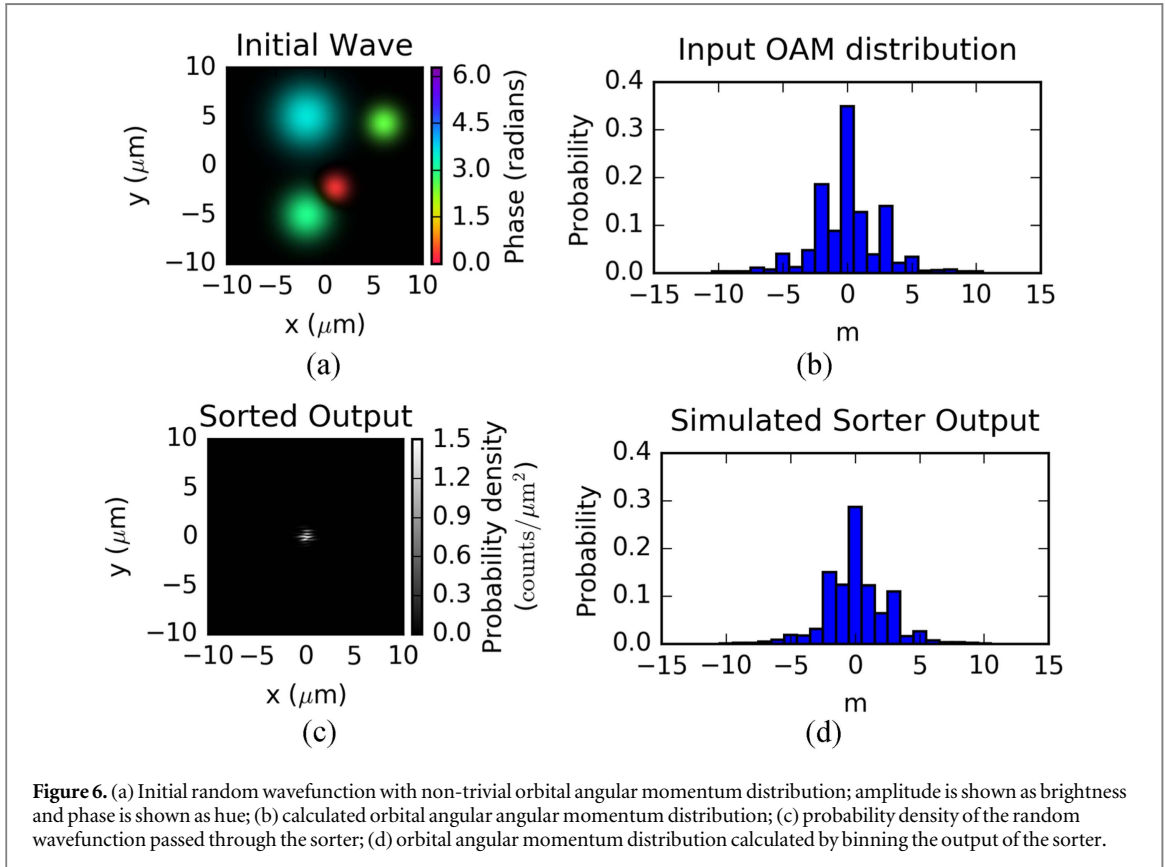 Initial Wave
10
5
0
−5
−10
y (μm)
−10 −5 0 5 10
x (μm)
6.0
4.5
3.0
1.5
0.0
Phase (radians)
(a)
Input OAM distribution
0.4
0.3
0.2
0.1
0.0
Probability
−15 −10 −5 0 5 10 15
m
(b)
Sorted Output
10
5
0
−5
−10
y (μm)
−10 −5 0 5 10
x (μm)
1.5
1.2
0.9
0.6
0.3
0.0
Probability density
(counts/μm²)
(c)
Simulated Sorter Output
0.4
0.3
0.2
0.1
0.0
Probability
−15 −10 −5 0 5 10 15
m
(d)
Figure 6. (a) Initial random wavefunction with non-trivial orbital angular momentum distribution; amplitude is shown as brightness
and phase is shown as hue; (b) calculated orbital angular angular momentum distribution; (c) probability density of the random
wavefunction passed through the sorter; (d) orbital angular momentum distribution calculated by binning the output of the sorter.